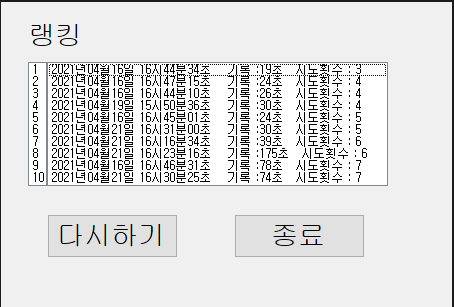 랭킹
1 2021년04월16일 16시44분34초 기록 :19초 시도횟수 : 3
2 2021년04월16일 16시47분15초 기록 :24초 시도횟수 : 4
3 2021년04월16일 16시44분10초 기록 :26초 시도횟수 : 4
4 2021년04월19일 15시50분36초 기록 :30초 시도횟수 : 4
5 2021년04월16일 16시45분01초 기록 :24초 시도횟수 : 5
6 2021년04월21일 16시31분00초 기록 :30초 시도횟수 : 5
7 2021년04월21일 16시16분34초 기록 :39초 시도횟수 : 6
8 2021년04월21일 16시23분16초 기록 :175초 시도횟수 : 6
9 2021년04월16일 16시46분31초 기록 :78초 시도횟수 : 7
10 2021년04월21일 16시30분25초 기록 :74초 시도횟수 : 7
다시하기 종료